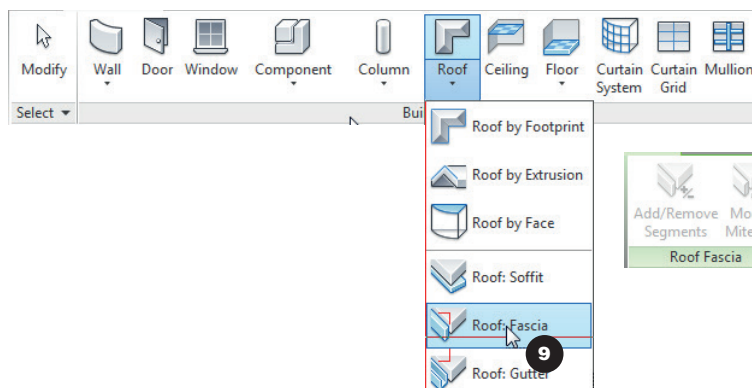 Modify Wall Door Window Component Column Roof Ceiling Floor Curtain System Curtain Grid Mullion
Select
Roof by Footprint
Roof by Extrusion
Roof by Face
Add/Remove Segments
Roof Fascia
Roof: Soffit
Roof: Fascia
9
Roof: Gutter